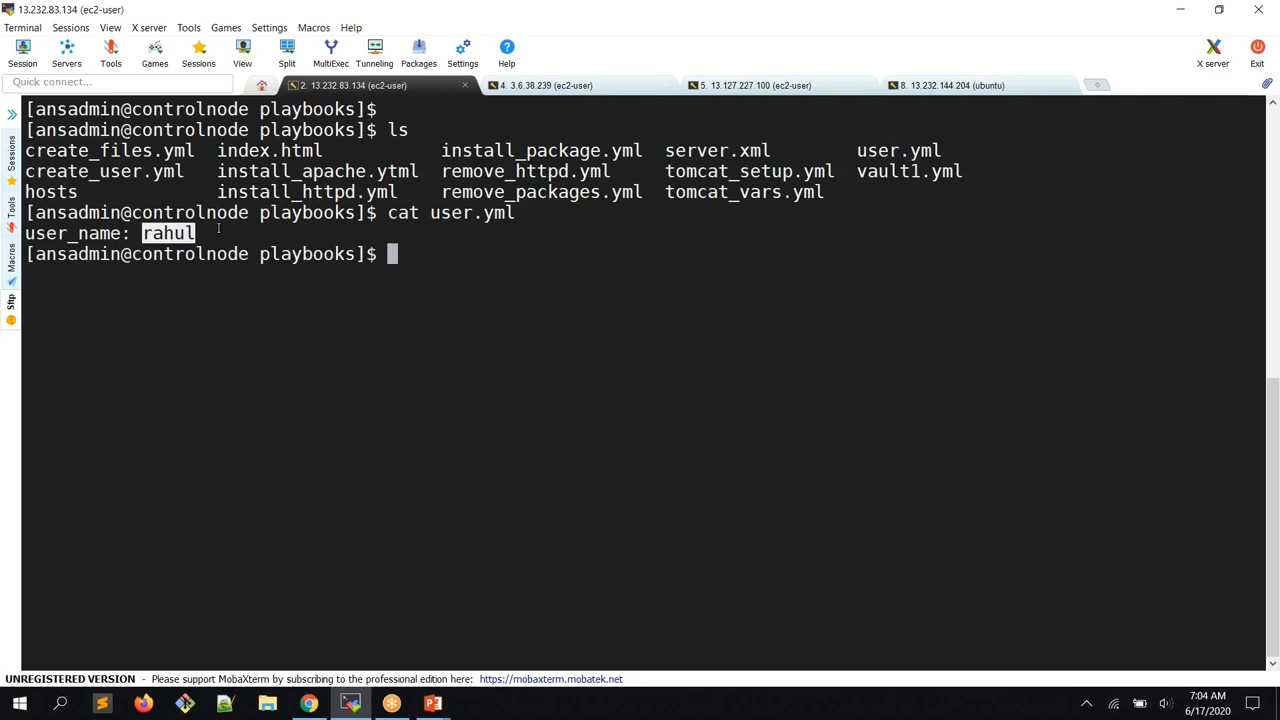 13.232.83.134 (ec2-user)
Terminal Sessions View X server Tools Games Settings Macros Help
Session Servers Tools Games Sessions View Split MultiExec Tunneling Packages Settings Help X server Exit
Quick connect...
2. 13.232.83.134 (ec2-user)
4. 3.6.38.239 (ec2-user)
5. 13.127.227.100 (ec2-user)
8. 13.232.144.204 (ubuntu)
Sessions
Tools
Macros
Sftp
[ansadmin@controlnode playbooks]$
[ansadmin@controlnode playbooks]$ ls
create_files.yml index.html install_package.yml server.xml user.yml
create_user.yml install_apache.ytml remove_httpd.yml tomcat_setup.yml vault1.yml
hosts install_httpd.yml remove_packages.yml tomcat_vars.yml
[ansadmin@controlnode playbooks]$ cat user.yml
user_name: rahul
[ansadmin@controlnode playbooks]$
UNREGISTERED VERSION - Please support MobaXterm by subscribing to the professional edition here: https://mobaxterm.mobatek.net
7:04 AM
6/17/2020